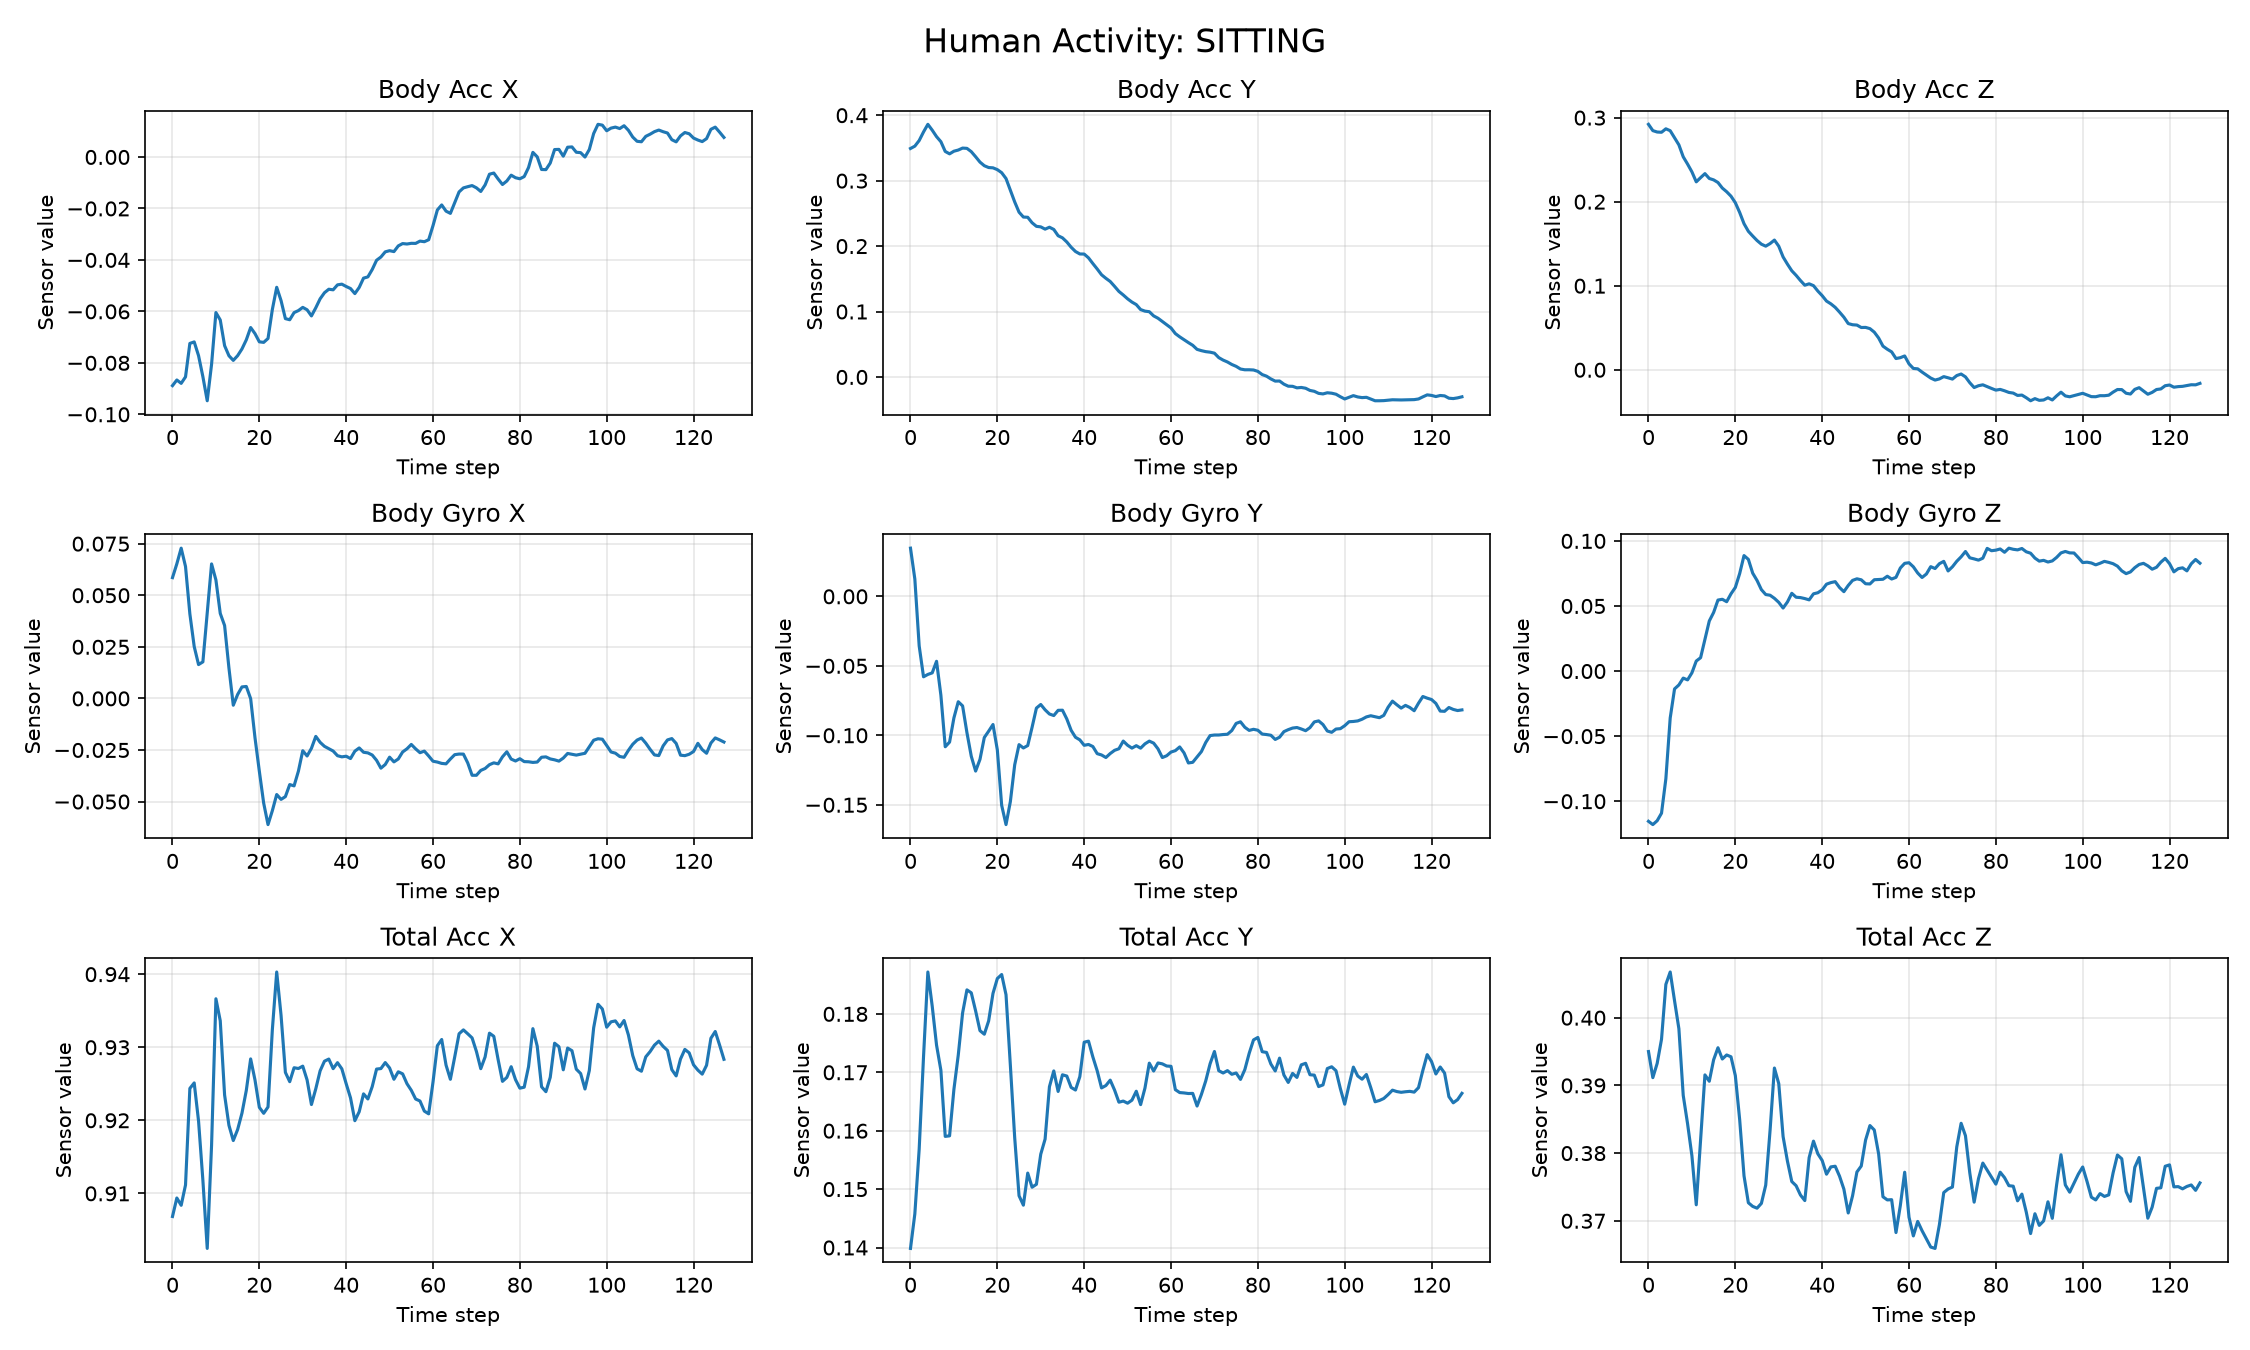 Human Activity: SITTING
Body Acc X
Body Acc Y
Body Acc Z
Sensor value
0.00
−0.02
−0.04
−0.06
−0.08
−0.10
0 20 40 60 80 100 120
Time step
Sensor value
0.4
0.3
0.2
0.1
0.0
0 20 40 60 80 100 120
Time step
Sensor value
0.3
0.2
0.1
0.0
0 20 40 60 80 100 120
Time step
Body Gyro X
Body Gyro Y
Body Gyro Z
Sensor value
0.075
0.050
0.025
0.000
−0.025
−0.050
0 20 40 60 80 100 120
Time step
Sensor value
0.00
−0.05
−0.10
−0.15
0 20 40 60 80 100 120
Time step
Sensor value
0.10
0.05
0.00
−0.05
−0.10
0 20 40 60 80 100 120
Time step
Total Acc X
Total Acc Y
Total Acc Z
Sensor value
0.94
0.93
0.92
0.91
0 20 40 60 80 100 120
Time step
Sensor value
0.18
0.17
0.16
0.15
0.14
0 20 40 60 80 100 120
Time step
Sensor value
0.40
0.39
0.38
0.37
0 20 40 60 80 100 120
Time step